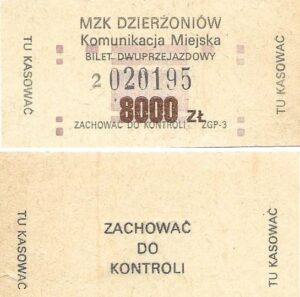 MZK DZIERŻONIÓW
Komunikacja Miejska
BILET DWUPRZEJAZDOWY
2 020195
8000 ZŁ
ZACHOWAĆ DO KONTROLI ZGP-3
TU KASOWAĆ
TU KASOWAĆ
ZACHOWAĆ
DO
KONTROLI
TU KASOWAĆ
TU KASOWAĆ